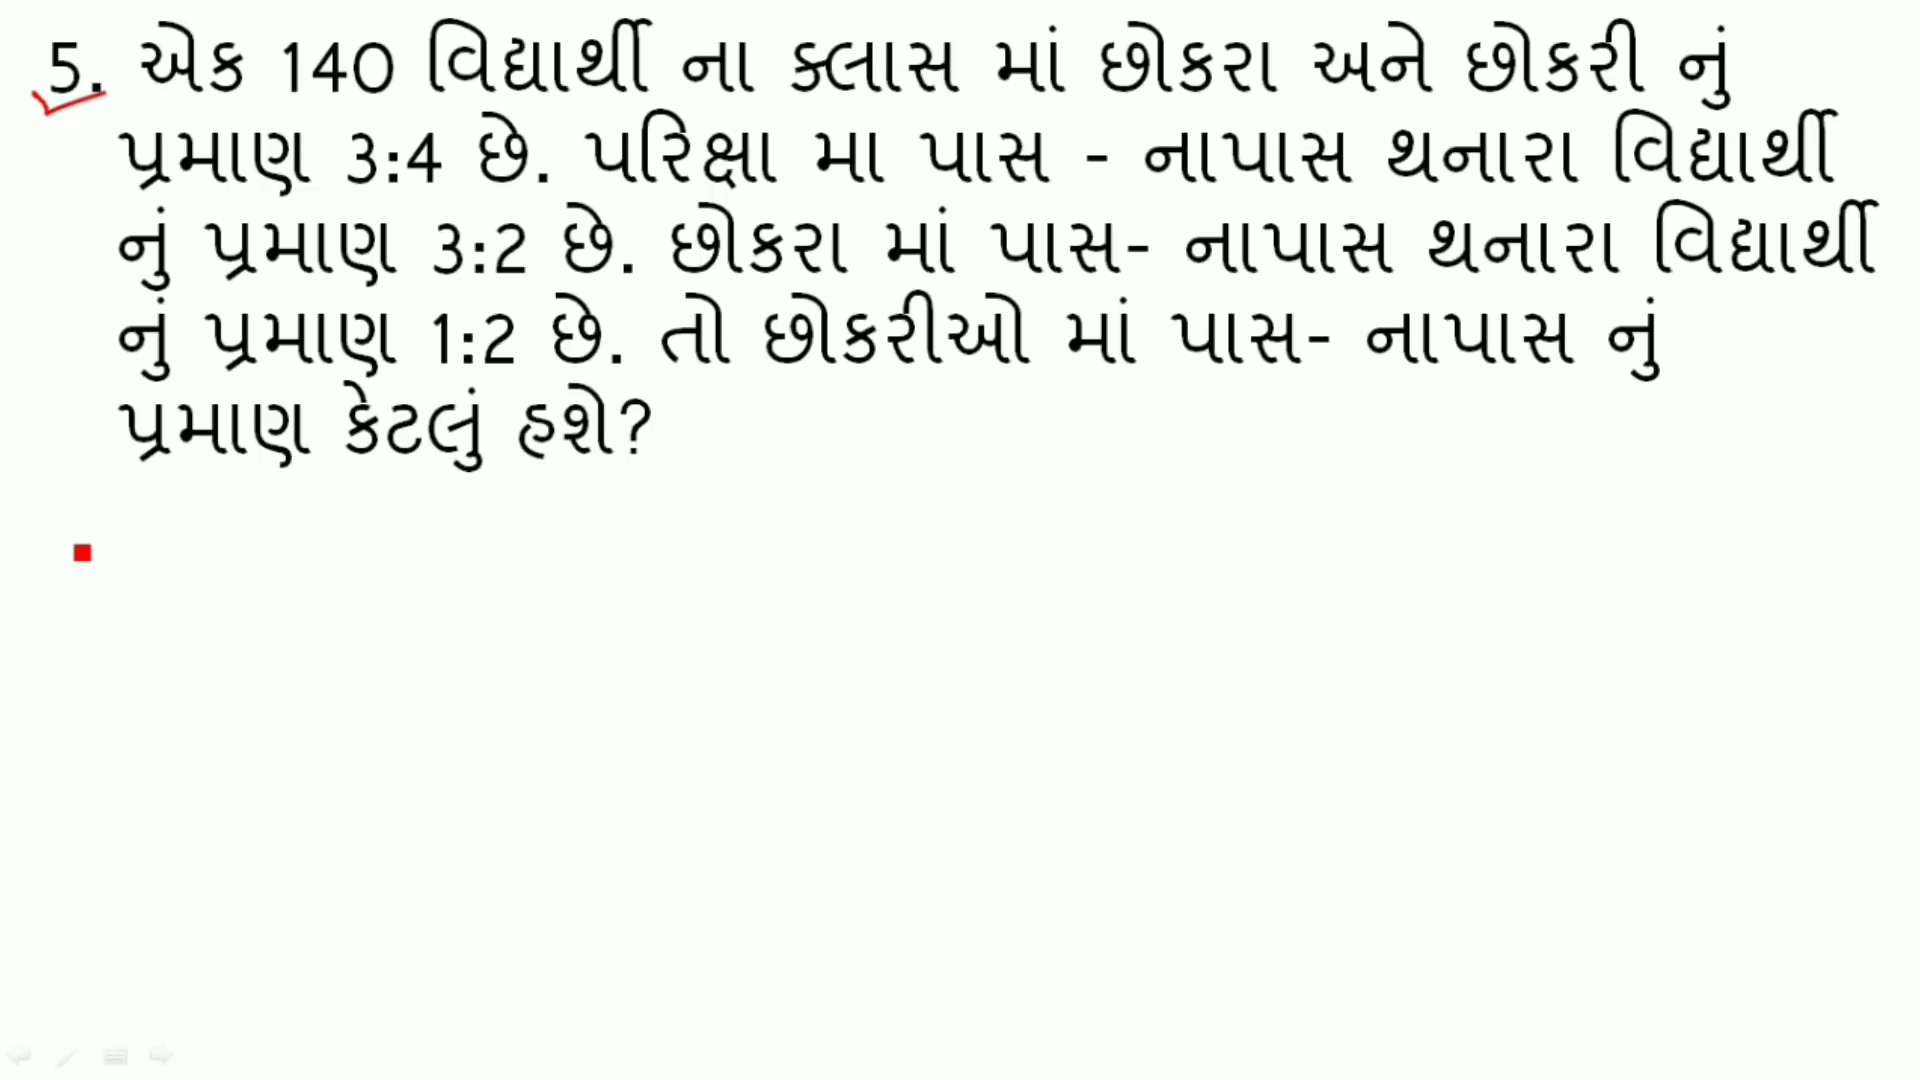 5. એક 140 વિદ્યાર્થી ના ક્લાસ માં છોકરા અને છોકરી નું
પ્રમાણ 3:4 છે. પરિક્ષા મા પાસ - નાપાસ થનારા વિદ્યાર્થી
નું પ્રમાણ 3:2 છે. છોકરા માં પાસ- નાપાસ થનારા વિદ્યાર્થી
નું પ્રમાણ 1:2 છે. તો છોકરીઓ માં પાસ- નાપાસ નું
પ્રમાણ કેટલું હશે?